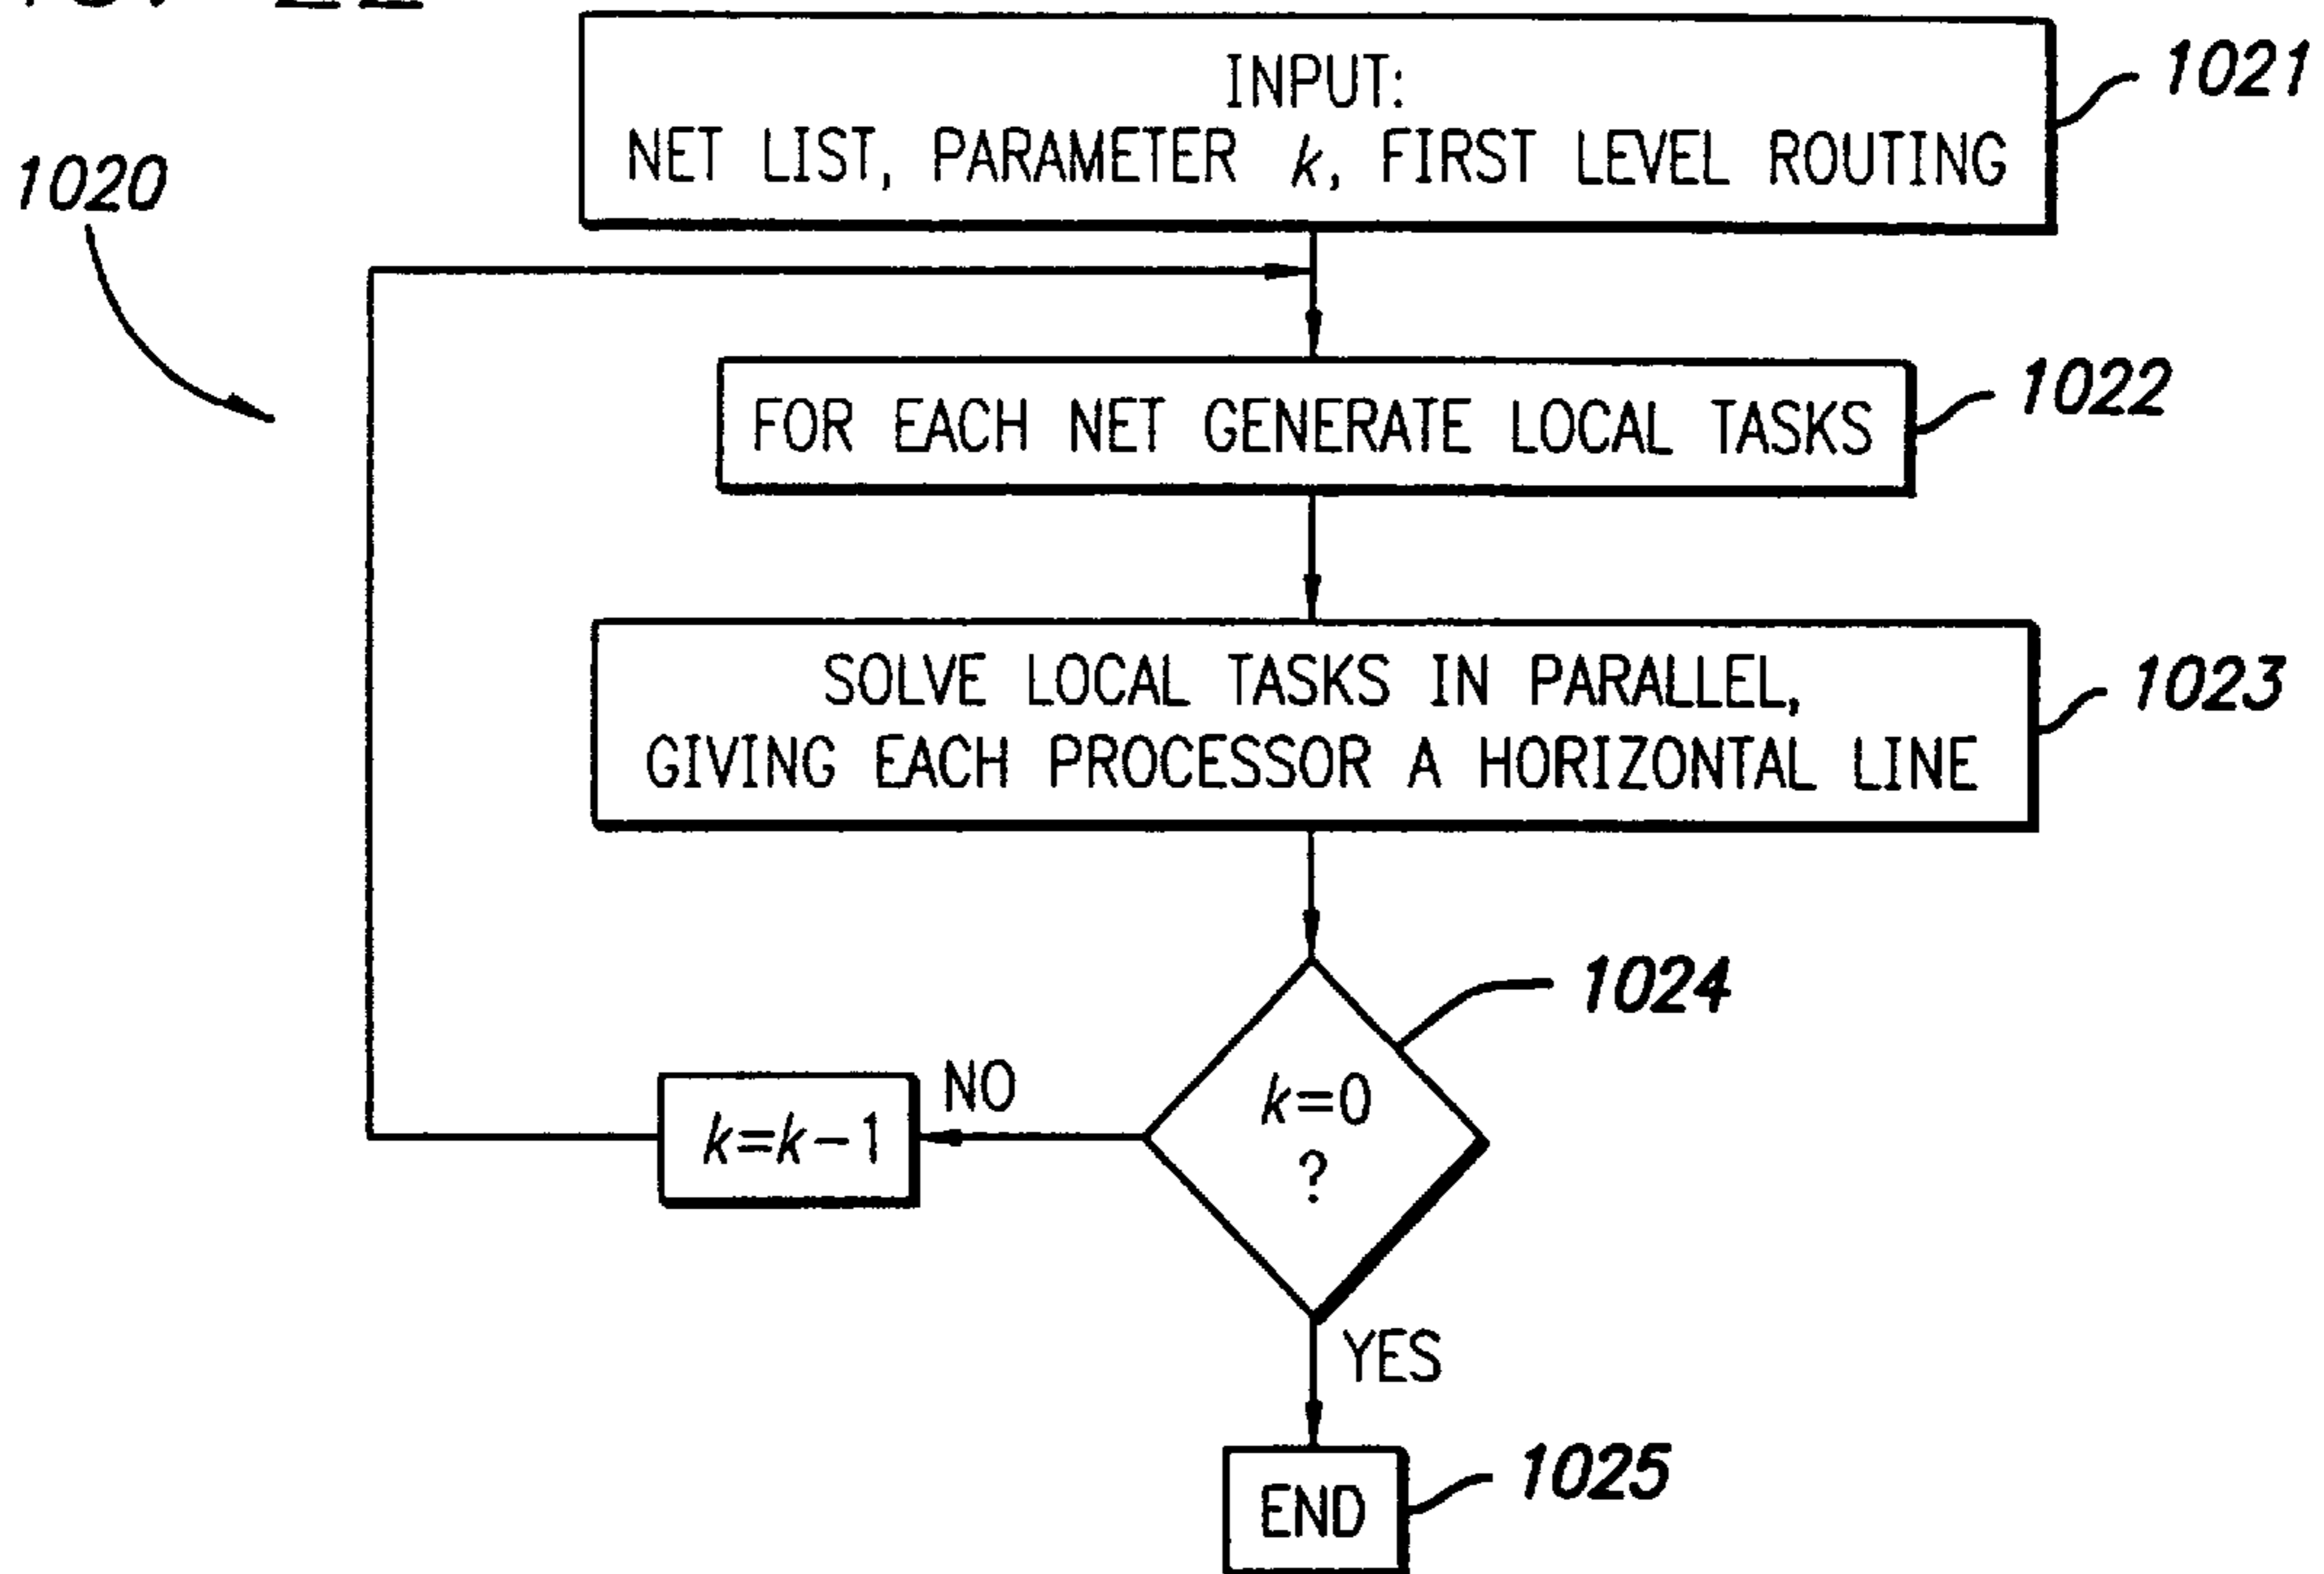 INPUT:
NET LIST, PARAMETER k, FIRST LEVEL ROUTING
1021
1020
FOR EACH NET GENERATE LOCAL TASKS
1022
SOLVE LOCAL TASKS IN PARALLEL,
GIVING EACH PROCESSOR A HORIZONTAL LINE
1023
1024
k=0
?
NO
k=k-1
YES
END
1025